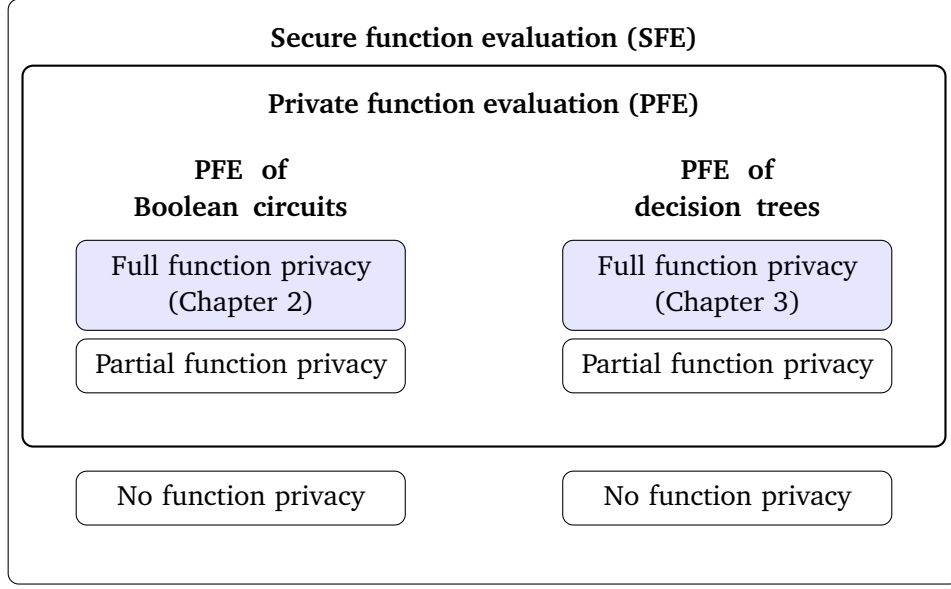 Secure function evaluation (SFE)
Private function evaluation (PFE)
PFE of
Boolean circuits
Full function privacy
(Chapter 2)
Partial function privacy
PFE of
decision trees
Full function privacy
(Chapter 3)
Partial function privacy
No function privacy
No function privacy